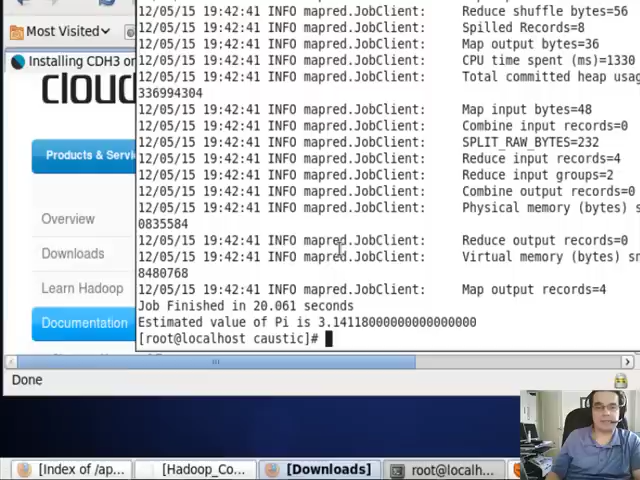 Most Visited
Installing CDH3 on
cloud
Products & Servi
Overview
Downloads
Learn Hadoop
Documentation
12/05/15 19:42:41 INFO mapred.JobClient: Reduce shuffle bytes=56
12/05/15 19:42:41 INFO mapred.JobClient: Spilled Records=8
12/05/15 19:42:41 INFO mapred.JobClient: Map output bytes=36
12/05/15 19:42:41 INFO mapred.JobClient: CPU time spent (ms)=1330
12/05/15 19:42:41 INFO mapred.JobClient: Total committed heap usag
336994304
12/05/15 19:42:41 INFO mapred.JobClient: Map input bytes=48
12/05/15 19:42:41 INFO mapred.JobClient: Combine input records=0
12/05/15 19:42:41 INFO mapred.JobClient: SPLIT_RAW_BYTES=232
12/05/15 19:42:41 INFO mapred.JobClient: Reduce input records=4
12/05/15 19:42:41 INFO mapred.JobClient: Reduce input groups=2
12/05/15 19:42:41 INFO mapred.JobClient: Combine output records=0
12/05/15 19:42:41 INFO mapred.JobClient: Physical memory (bytes) s
0835584
12/05/15 19:42:41 INFO mapred.JobClient: Reduce output records=0
12/05/15 19:42:41 INFO mapred.JobClient: Virtual memory (bytes) sn
8480768
12/05/15 19:42:41 INFO mapred.JobClient: Map output records=4
Job Finished in 20.061 seconds
Estimated value of Pi is 3.14118000000000000000
[root@localhost caustic]#
Done
[Index of /ap...
[Hadoop_Co...
[Downloads]
root@localh...